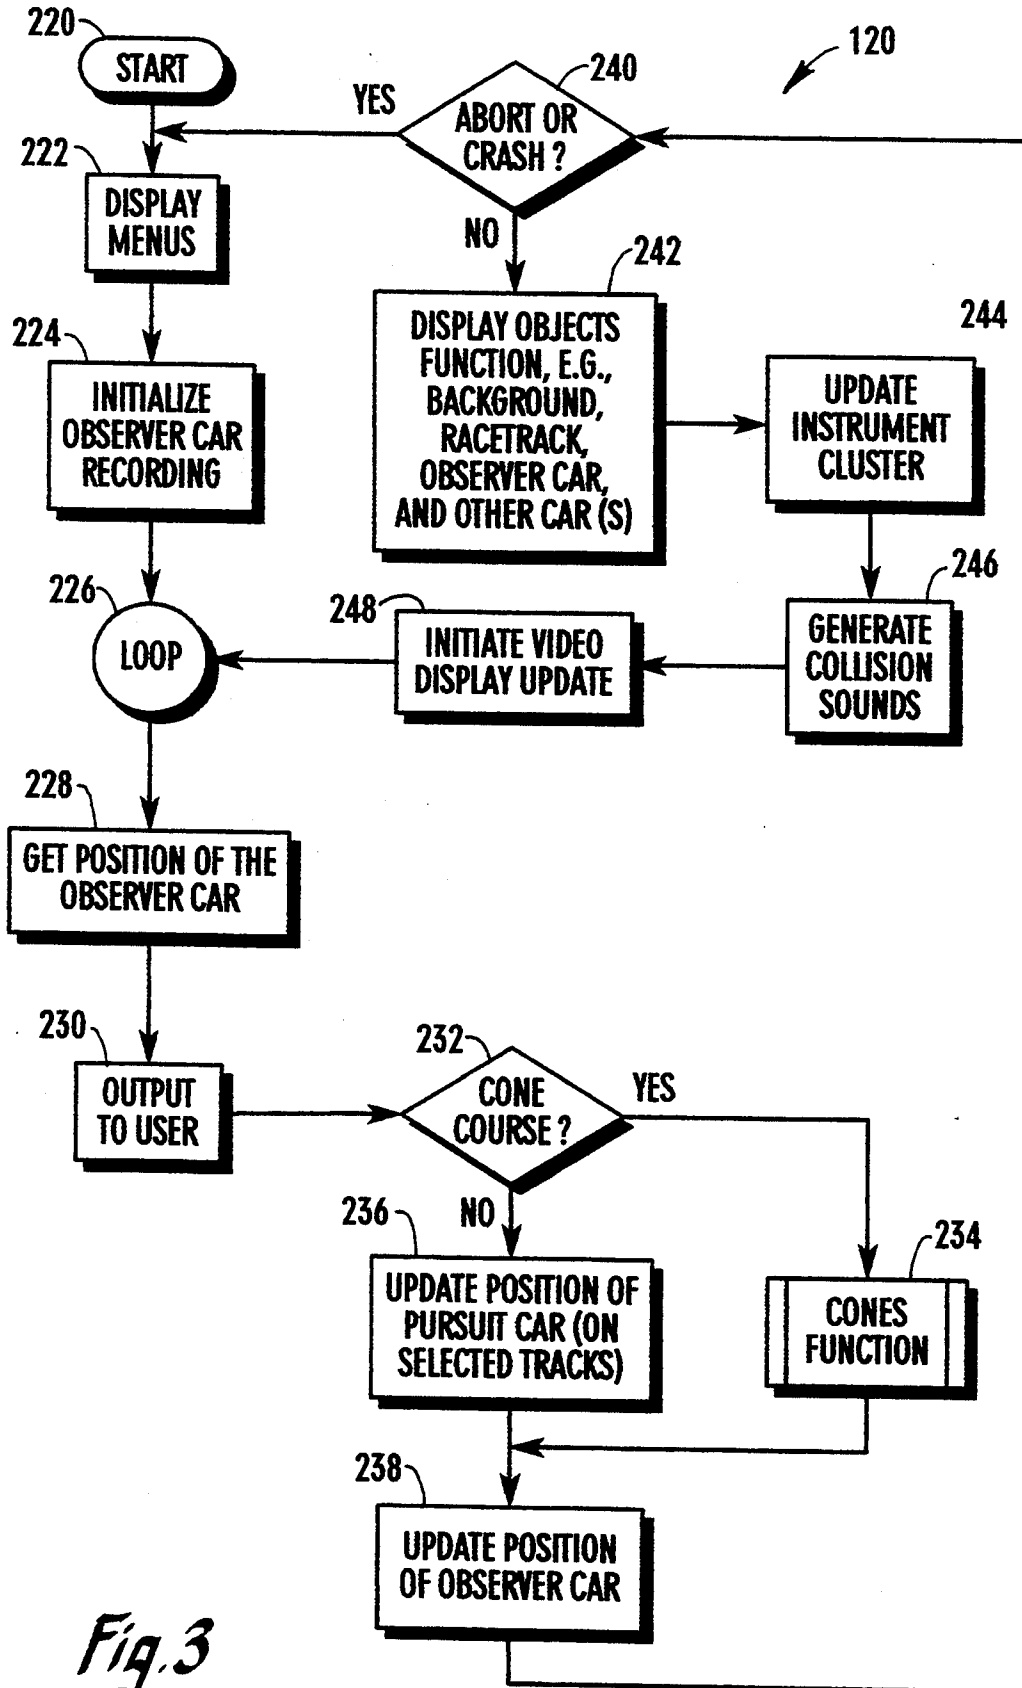 220
START
120
240
YES
ABORT OR
CRASH ?
222
DISPLAY
MENUS
NO
242
DISPLAY OBJECTS
FUNCTION, E.G.,
BACKGROUND,
RACETRACK,
OBSERVER CAR,
AND OTHER CAR (S)
244
UPDATE
INSTRUMENT
CLUSTER
224
INITIALIZE
OBSERVER CAR
RECORDING
226
LOOP
248
INITIATE VIDEO
DISPLAY UPDATE
246
GENERATE
COLLISION
SOUNDS
228
GET POSITION OF THE
OBSERVER CAR
230
OUTPUT
TO USER
232
CONE
COURSE ?
YES
NO
236
UPDATE POSITION OF
PURSUIT CAR (ON
SELECTED TRACKS)
234
CONES
FUNCTION
238
UPDATE POSITION
OF OBSERVER CAR
Fig. 3